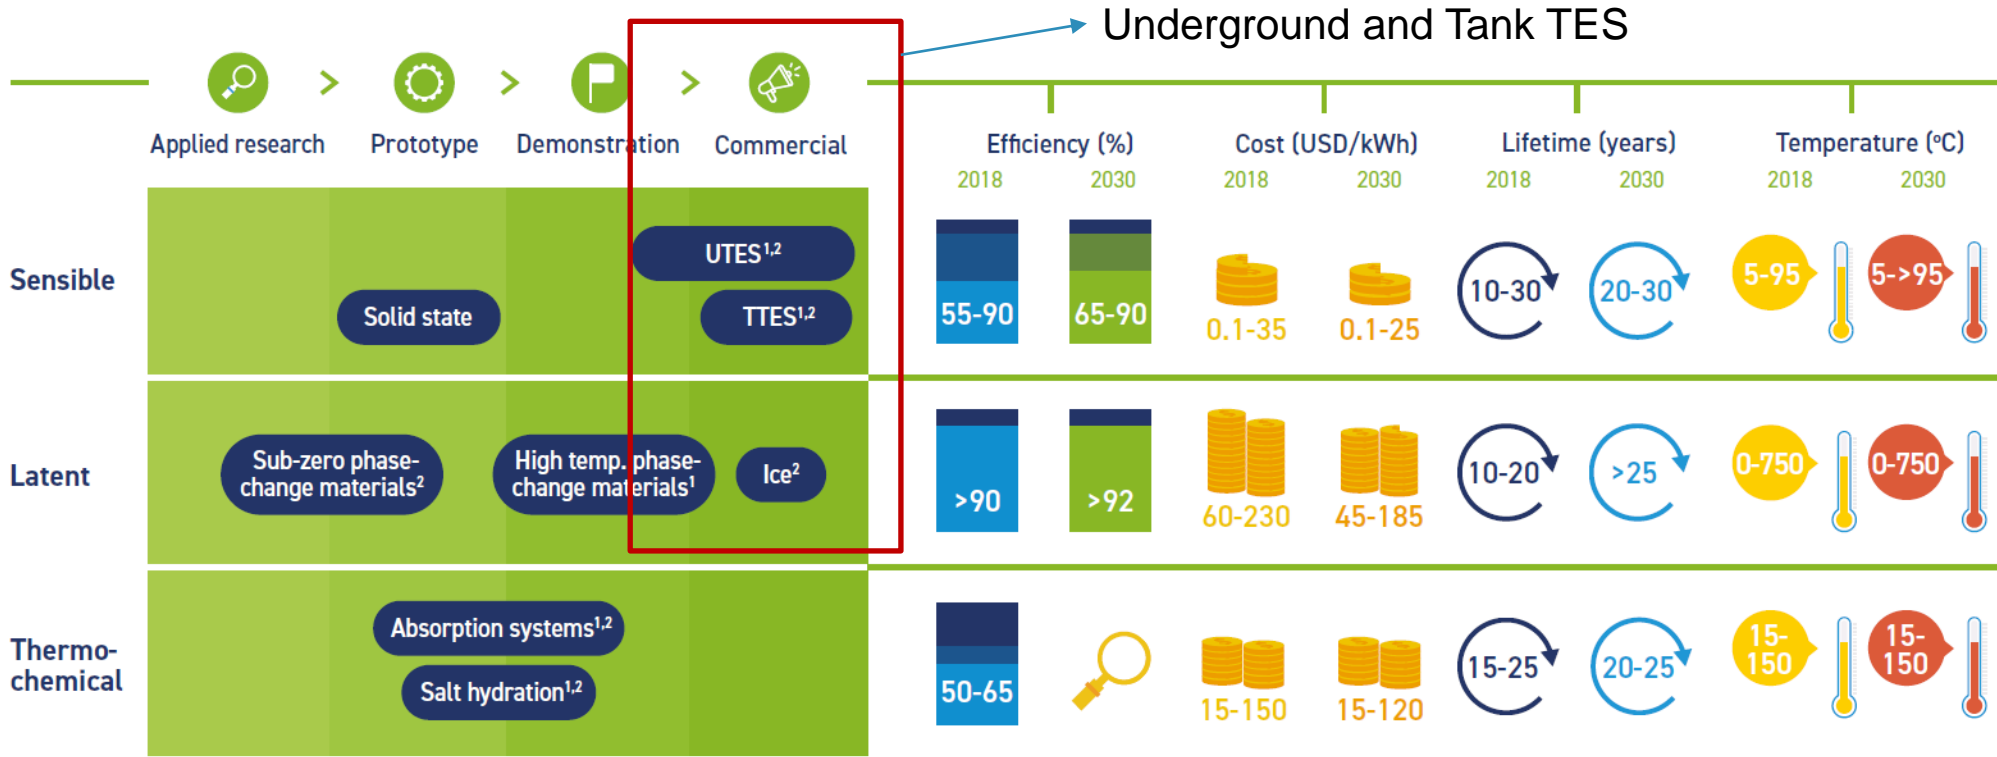 Underground and Tank TES
Applied research Prototype Demonstration Commercial Efficiency (%) Cost (USD/kWh) Lifetime (years) Temperature (ºC)
2018 2030 2018 2030 2018 2030 2018 2030
Sensible
UTES¹,²
Solid state
TTES¹,²
55-90
65-90
0.1-35
0.1-25
10-30
20-30
5-95
5->95
Latent
Sub-zero phase-
change materials²
High temp. phase-
change materials¹
Ice²
>90
>92
60-230
45-185
10-20
>25
0-750
0-750
Thermo-
chemical
Absorption systems¹,²
Salt hydration¹,²
50-65
15-150
15-120
15-25
20-25
15-
150
15-
150